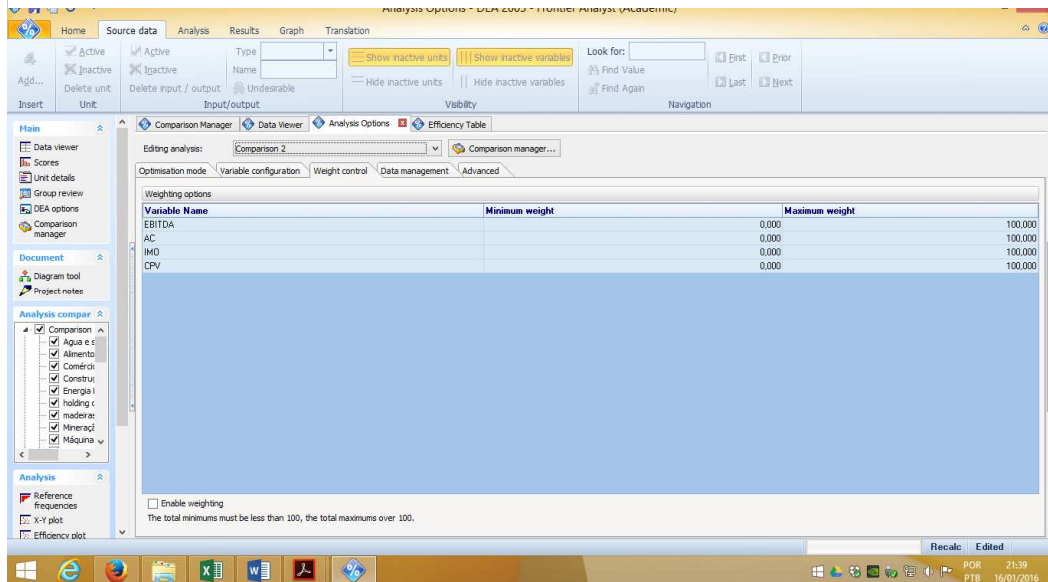 Analysis Options - DEA 2005 - Frontier Analyst (Academic)
Home Source data Analysis Results Graph Translation
Add...
Active
Inactive
Delete unit
Active
Inactive
Delete input / output
Type
Name
Undesirable
Show inactive units
Show inactive variables
Hide inactive units
Hide inactive variables
Look for:
Find Value
Find Again
First
Prior
Last
Next
Insert Unit Input/output Visibility Navigation
Main
Data viewer
Scores
Unit details
Group review
DEA options
Comparison
manager
Document
Diagram tool
Project notes
Analysis compar
Comparison
Agua e s
Alimento
Comércio
Construç
Energia
holding
madeiras
Mineraçã
Máquina
Analysis
Reference
frequencies
X-Y plot
Efficiency plot
Comparison Manager Data Viewer Analysis Options Efficiency Table
Editing analysis: Comparison 2 Comparison manager...
Optimisation mode Variable configuration Weight control Data management Advanced
Weighting options
Variable Name Minimum weight Maximum weight
EBITDA 0,000 100,000
AC 0,000 100,000
IMO 0,000 100,000
CPV 0,000 100,000
Enable weighting
The total minimums must be less than 100, the total maximums over 100.
Recalc Edited
POR 21:39
PTB 16/01/2016